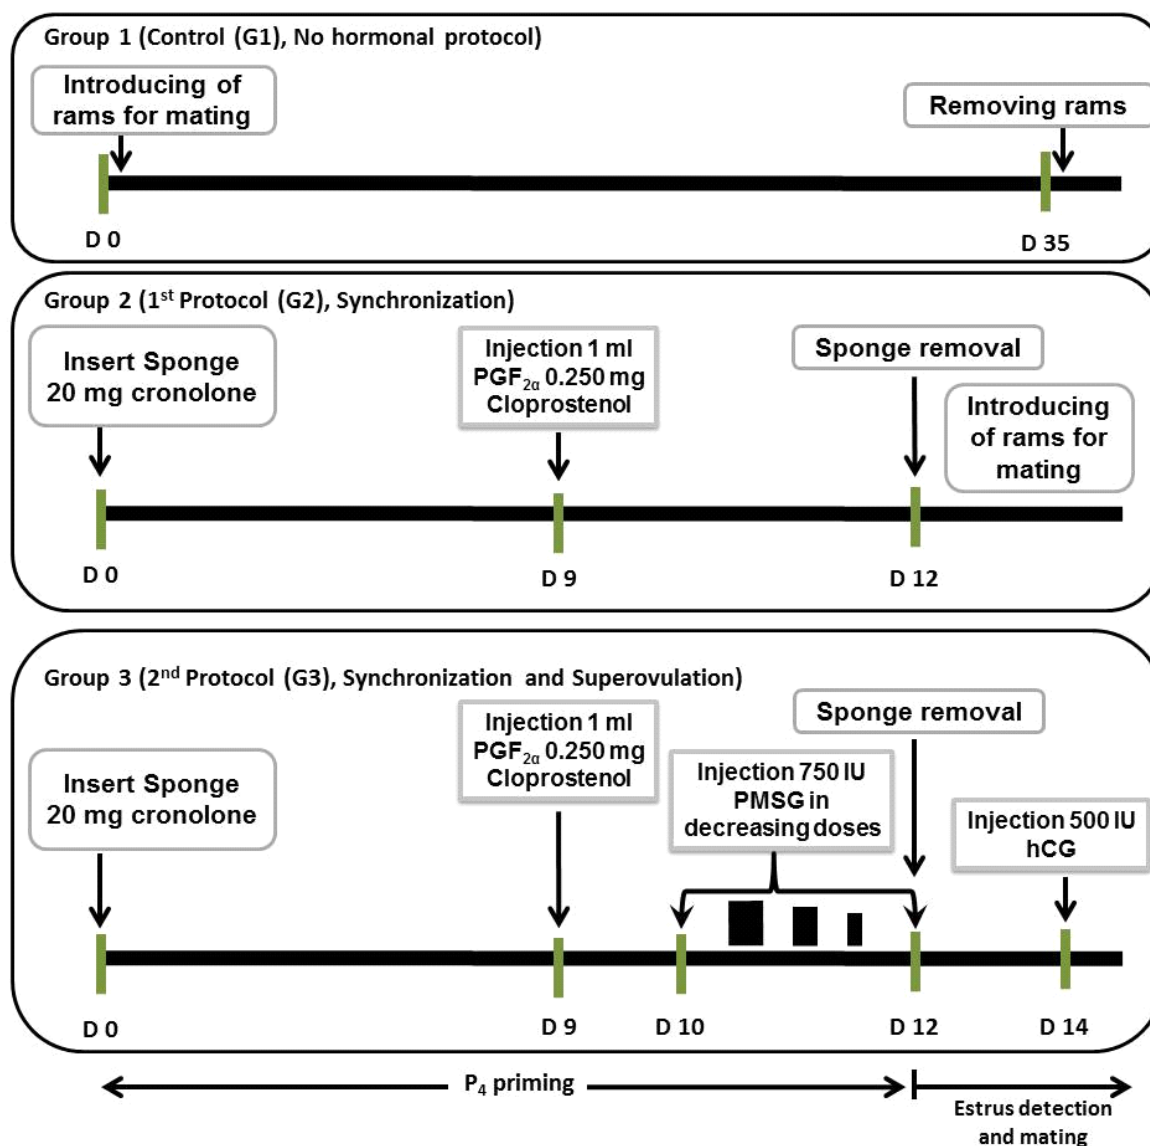 Group 1 (Control (G1), No hormonal protocol)
Introducing of
rams for mating
Removing rams
D 0
D 35
Group 2 (1st Protocol (G2), Synchronization)
Insert Sponge
20 mg cronolone
Injection 1 ml
PGF2α 0.250 mg
Cloprostenol
Sponge removal
Introducing
of rams for
mating
D 0
D 9
D 12
Group 3 (2nd Protocol (G3), Synchronization and Superovulation)
Insert Sponge
20 mg cronolone
Injection 1 ml
PGF2α 0.250 mg
Cloprostenol
Injection 750 IU
PMSG in
decreasing doses
Sponge removal
Injection 500 IU
hCG
D 0
D 9
D 10
D 12
D 14
P4 priming
Estrus detection
and mating